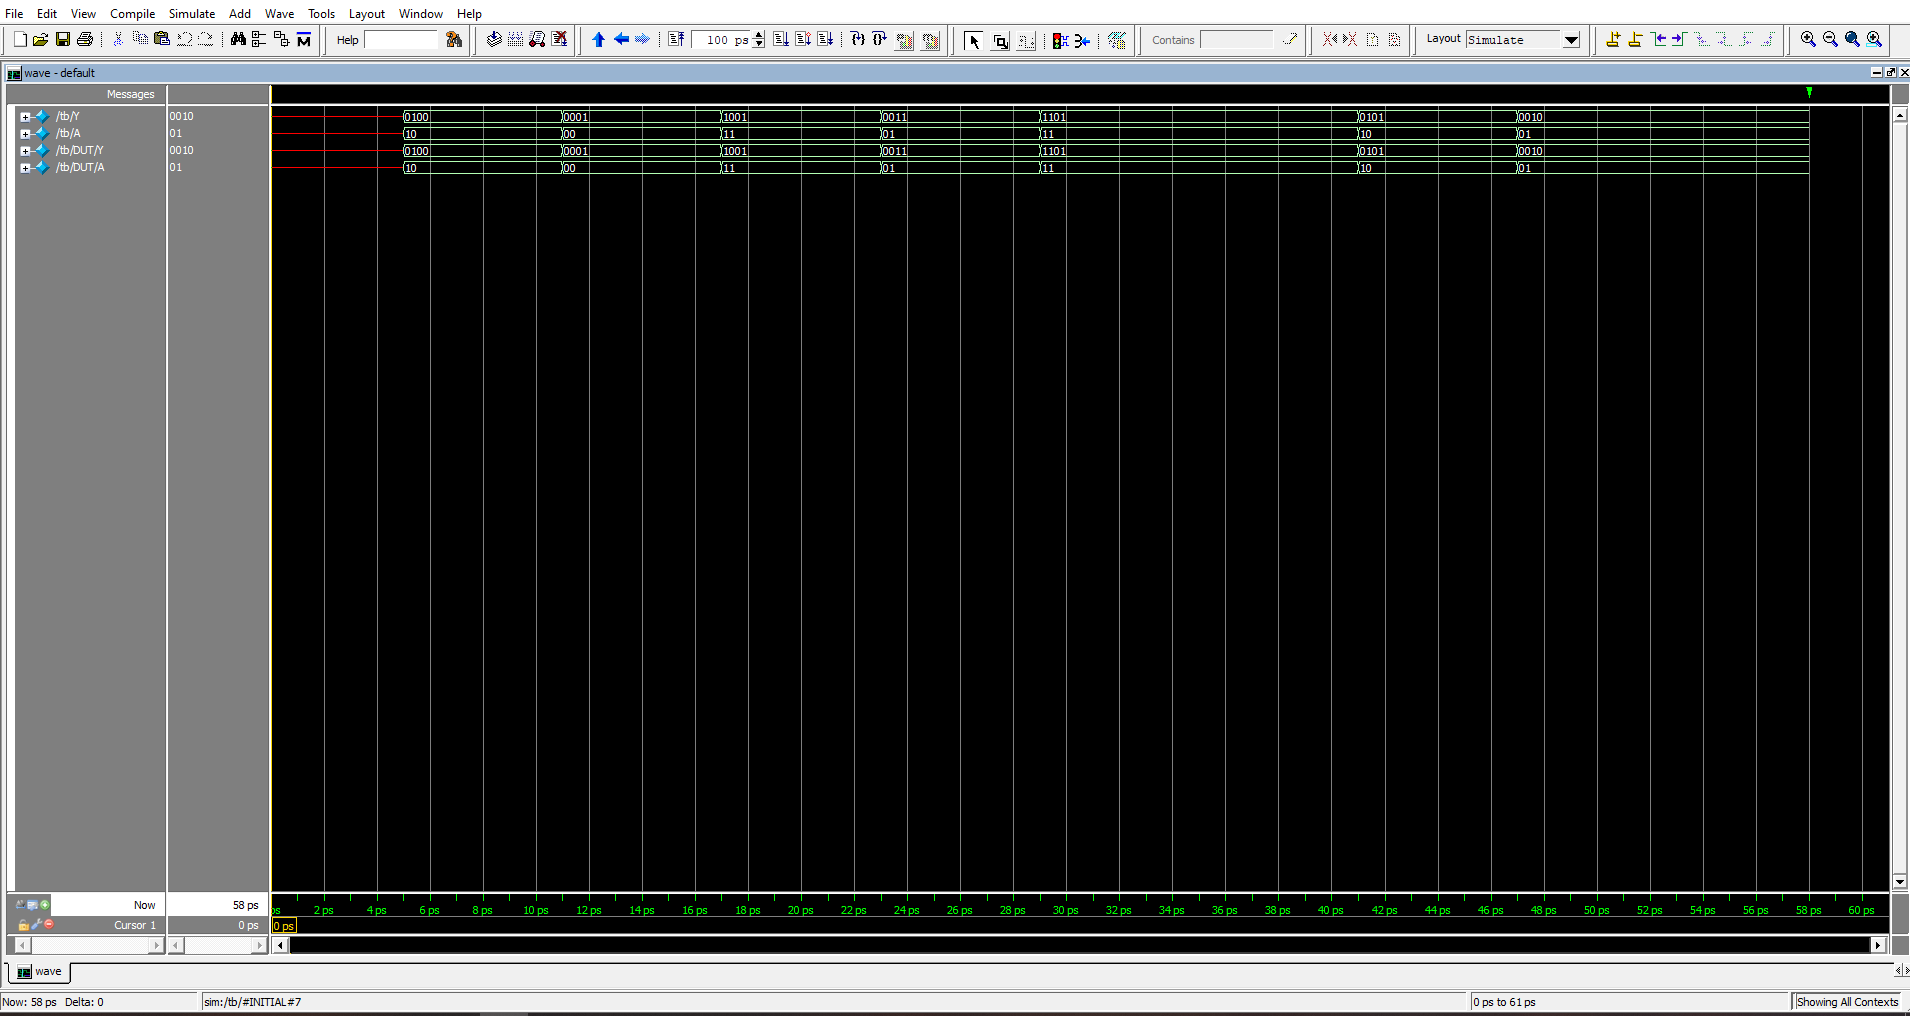 File Edit View Compile Simulate Add Wave Tools Layout Window Help
Help 100 ps Contains Layout Simulate
wave - default
Messages
/tb/Y 0010 0100 0001 1001 0011 1101 0101 0010
/tb/A 01 10 00 11 01 11 10 01
/tb/DUT/Y 0010 0100 0001 1001 0011 1101 0101 0010
/tb/DUT/A 01 10 00 11 01 11 10 01
Now 58 ps ps 2 ps 4 ps 6 ps 8 ps 10 ps 12 ps 14 ps 16 ps 18 ps 20 ps 22 ps 24 ps 26 ps 28 ps 30 ps 32 ps 34 ps 36 ps 38 ps 40 ps 42 ps 44 ps 46 ps 48 ps 50 ps 52 ps 54 ps 56 ps 58 ps 60 ps
Cursor 1 0 ps 0 ps
wave
Now: 58 ps Delta: 0 sim:/tb/#INITIAL#7 0 ps to 61 ps Showing All Contexts